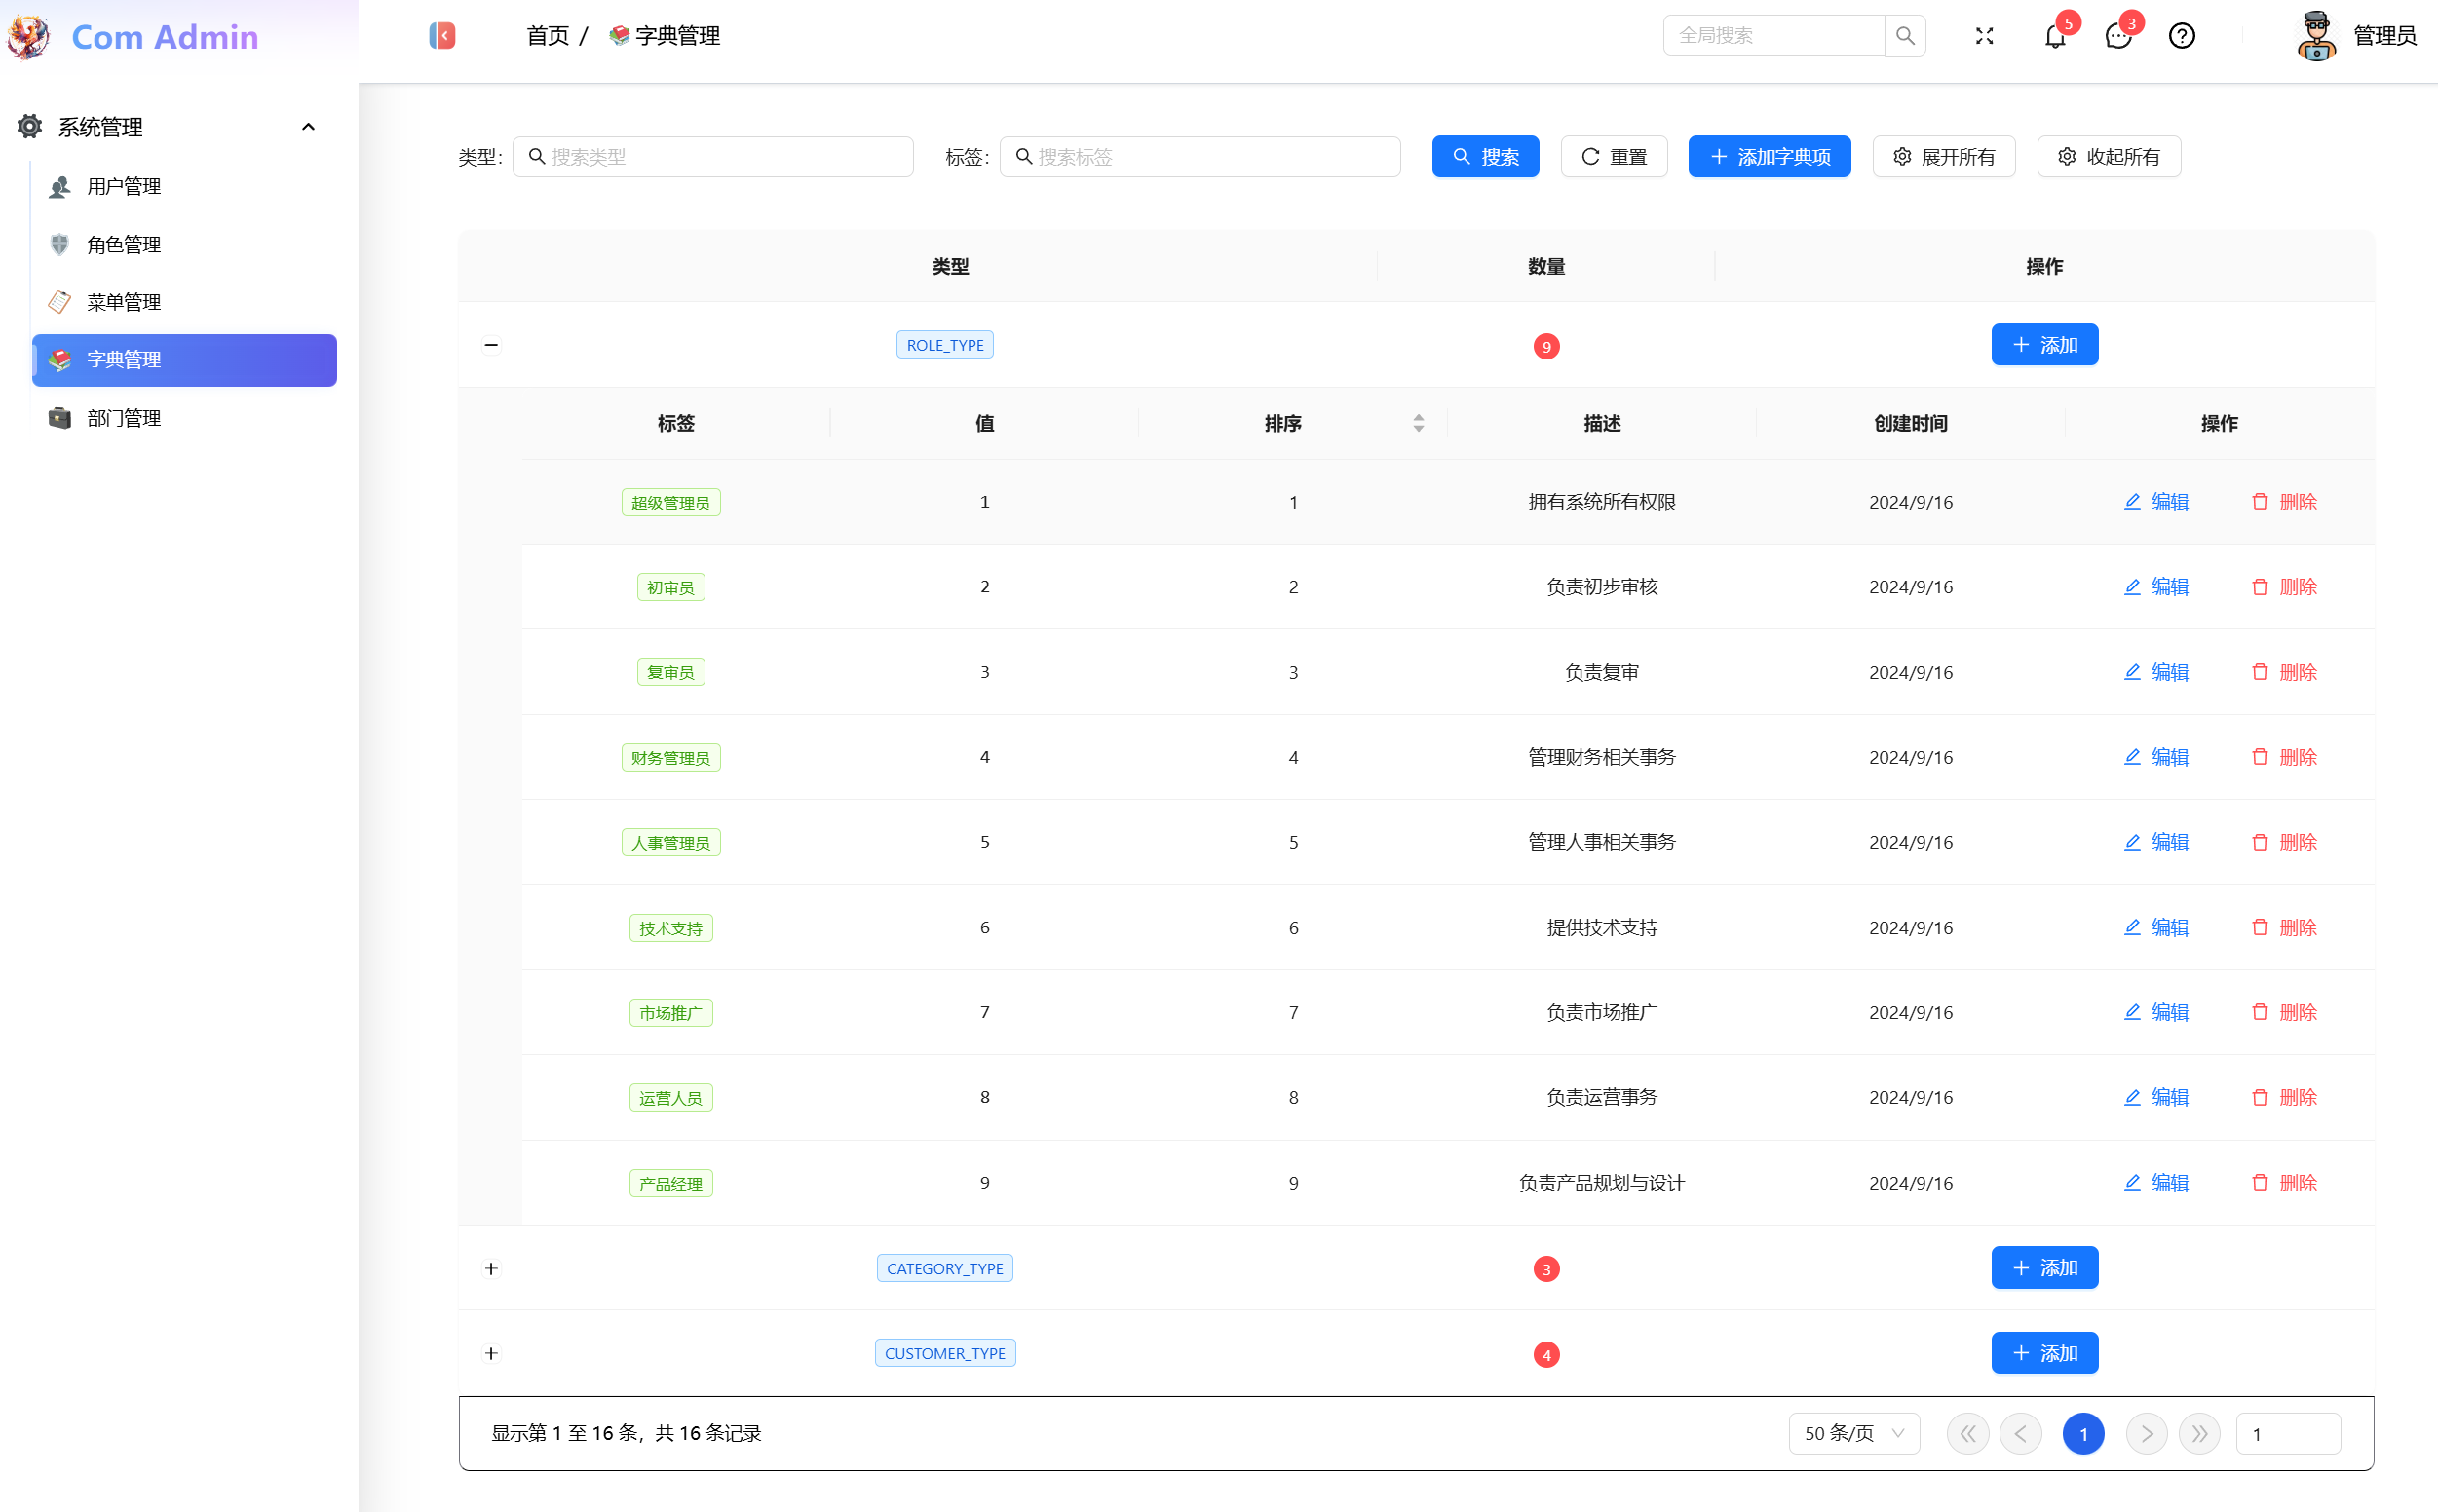 Com Admin
首页 / 字典管理
全局搜索
5
3
管理员
系统管理
用户管理
角色管理
菜单管理
字典管理
部门管理
类型: 搜索类型 标签: 搜索标签 搜索 重置 添加字典项 展开所有 收起所有
类型 数量 操作
ROLE_TYPE 9 添加
标签 值 排序 描述 创建时间 操作
超级管理员 1 1 拥有系统所有权限 2024/9/16 编辑 删除
初审员 2 2 负责初步审核 2024/9/16 编辑 删除
复审员 3 3 负责复审 2024/9/16 编辑 删除
财务管理员 4 4 管理财务相关事务 2024/9/16 编辑 删除
人事管理员 5 5 管理人事相关事务 2024/9/16 编辑 删除
技术支持 6 6 提供技术支持 2024/9/16 编辑 删除
市场推广 7 7 负责市场推广 2024/9/16 编辑 删除
运营人员 8 8 负责运营事务 2024/9/16 编辑 删除
产品经理 9 9 负责产品规划与设计 2024/9/16 编辑 删除
CATEGORY_TYPE 3 添加
CUSTOMER_TYPE 4 添加
显示第 1 至 16 条，共 16 条记录 50 条/页 1 1